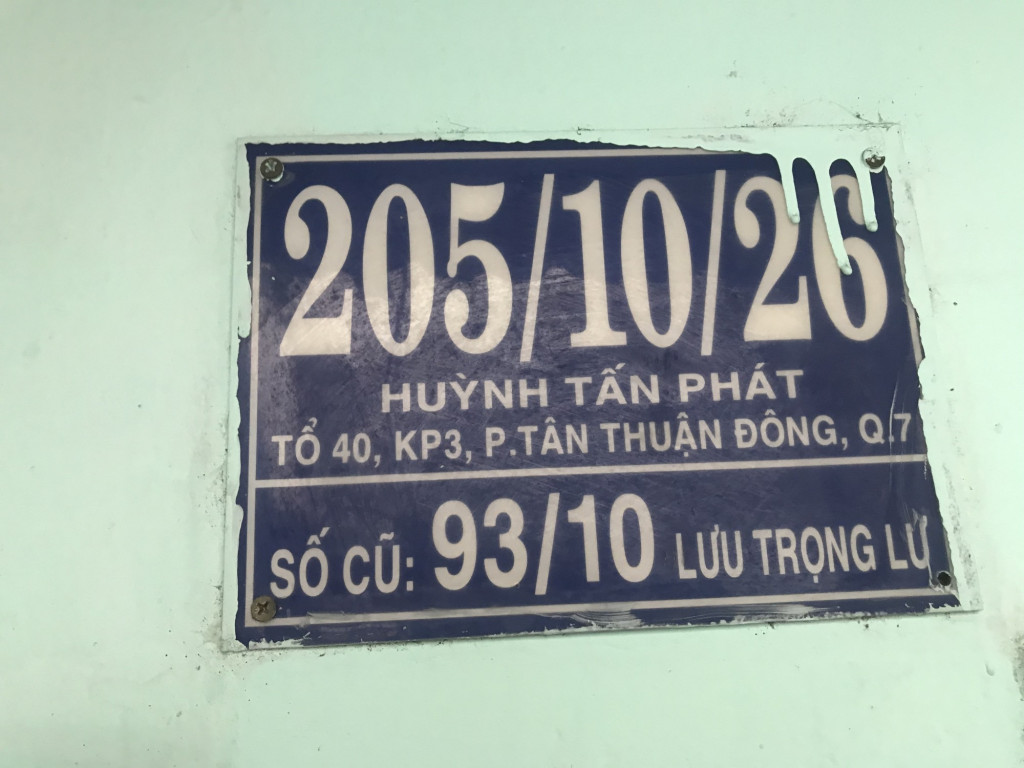 205/10/26
HUỲNH TẤN PHÁT
TỔ 40, KP3, P.TÂN THUẬN ĐÔNG, Q.7
SỐ CŨ: 93/10 LƯU TRỌNG LƯ